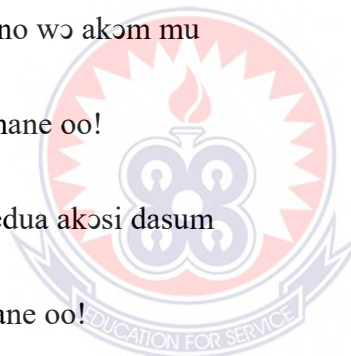 no wɔ akɔm mu
nane oo!
edua akɔsi dasum
ane oo!
EDUCATION FOR SERVICE